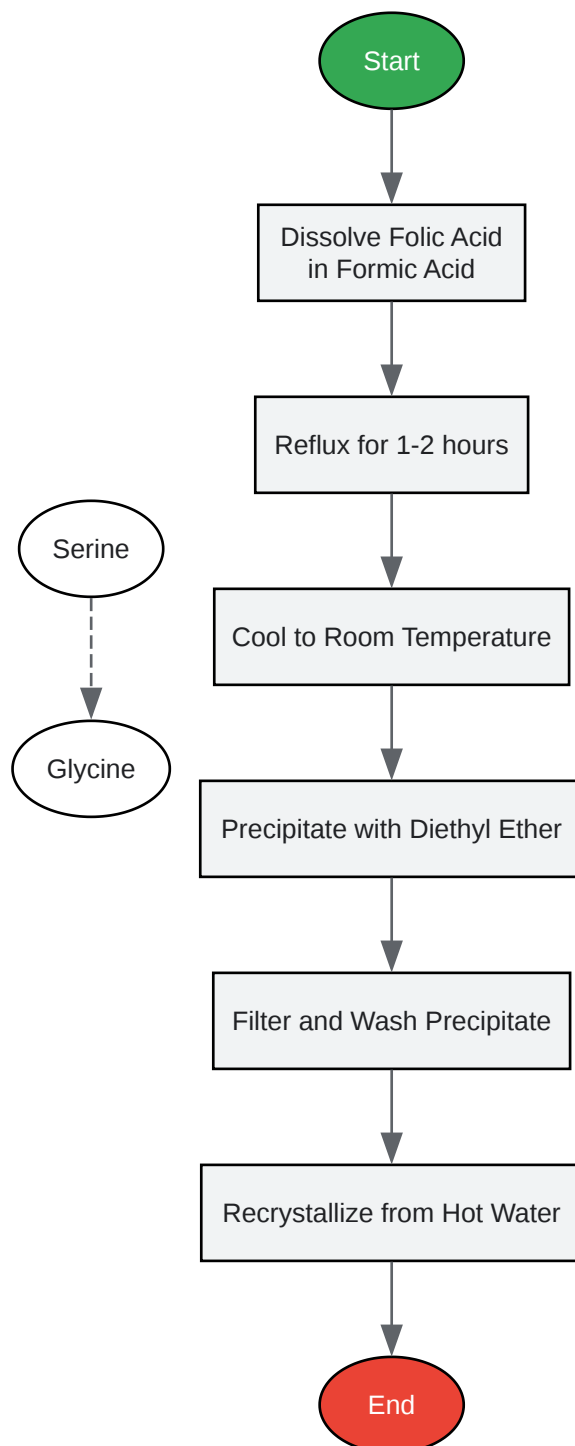 Start
Dissolve Folic Acid
in Formic Acid
Reflux for 1-2 hours
Serine
Cool to Room Temperature
Glycine
Precipitate with Diethyl Ether
Filter and Wash Precipitate
Recrystallize from Hot Water
End